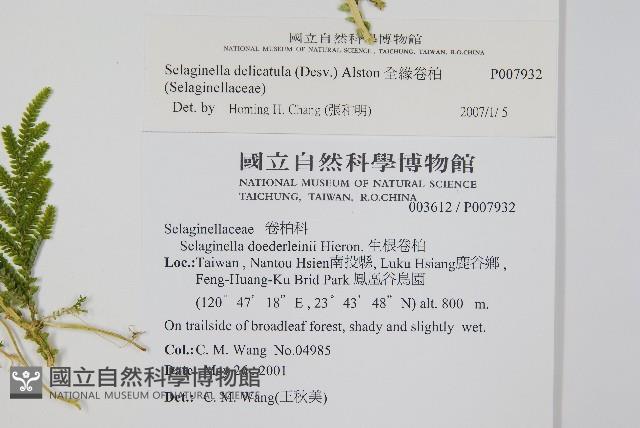 國立自然科學博物館
NATIONAL MUSEUM OF NATURAL SCIENCE, TAICHUNG, TAIWAN, R.O.CHINA
Selaginella delicatula (Desv.) Alston 全緣卷柏 P007932
(Selaginellaceae)
Det. by Homing H. Chang (張和明) 2007/1/5
國立自然科學博物館
NATIONAL MUSEUM OF NATURAL SCIENCE
TAICHUNG, TAIWAN, R.O.CHINA
003612 / P007932
Selaginellaceae 卷柏科
Selaginella doederleinii Hieron. 生根卷柏
Loc.:Taiwan , Nantou Hsien南投縣, Luku Hsiang鹿谷鄉 ,
Feng-Huang-Ku Brid Park 鳳凰谷鳥園
(120° 47' 18" E , 23° 43' 48" N) alt. 800 m.
On trailside of broadleaf forest, shady and slightly wet.
Col.:C. M. Wang No.04985
Date: 26, 2001
Det.: C. M. Wang(王秋美)
國立自然科學博物館
NATIONAL MUSEUM OF NATURAL SCIENCE